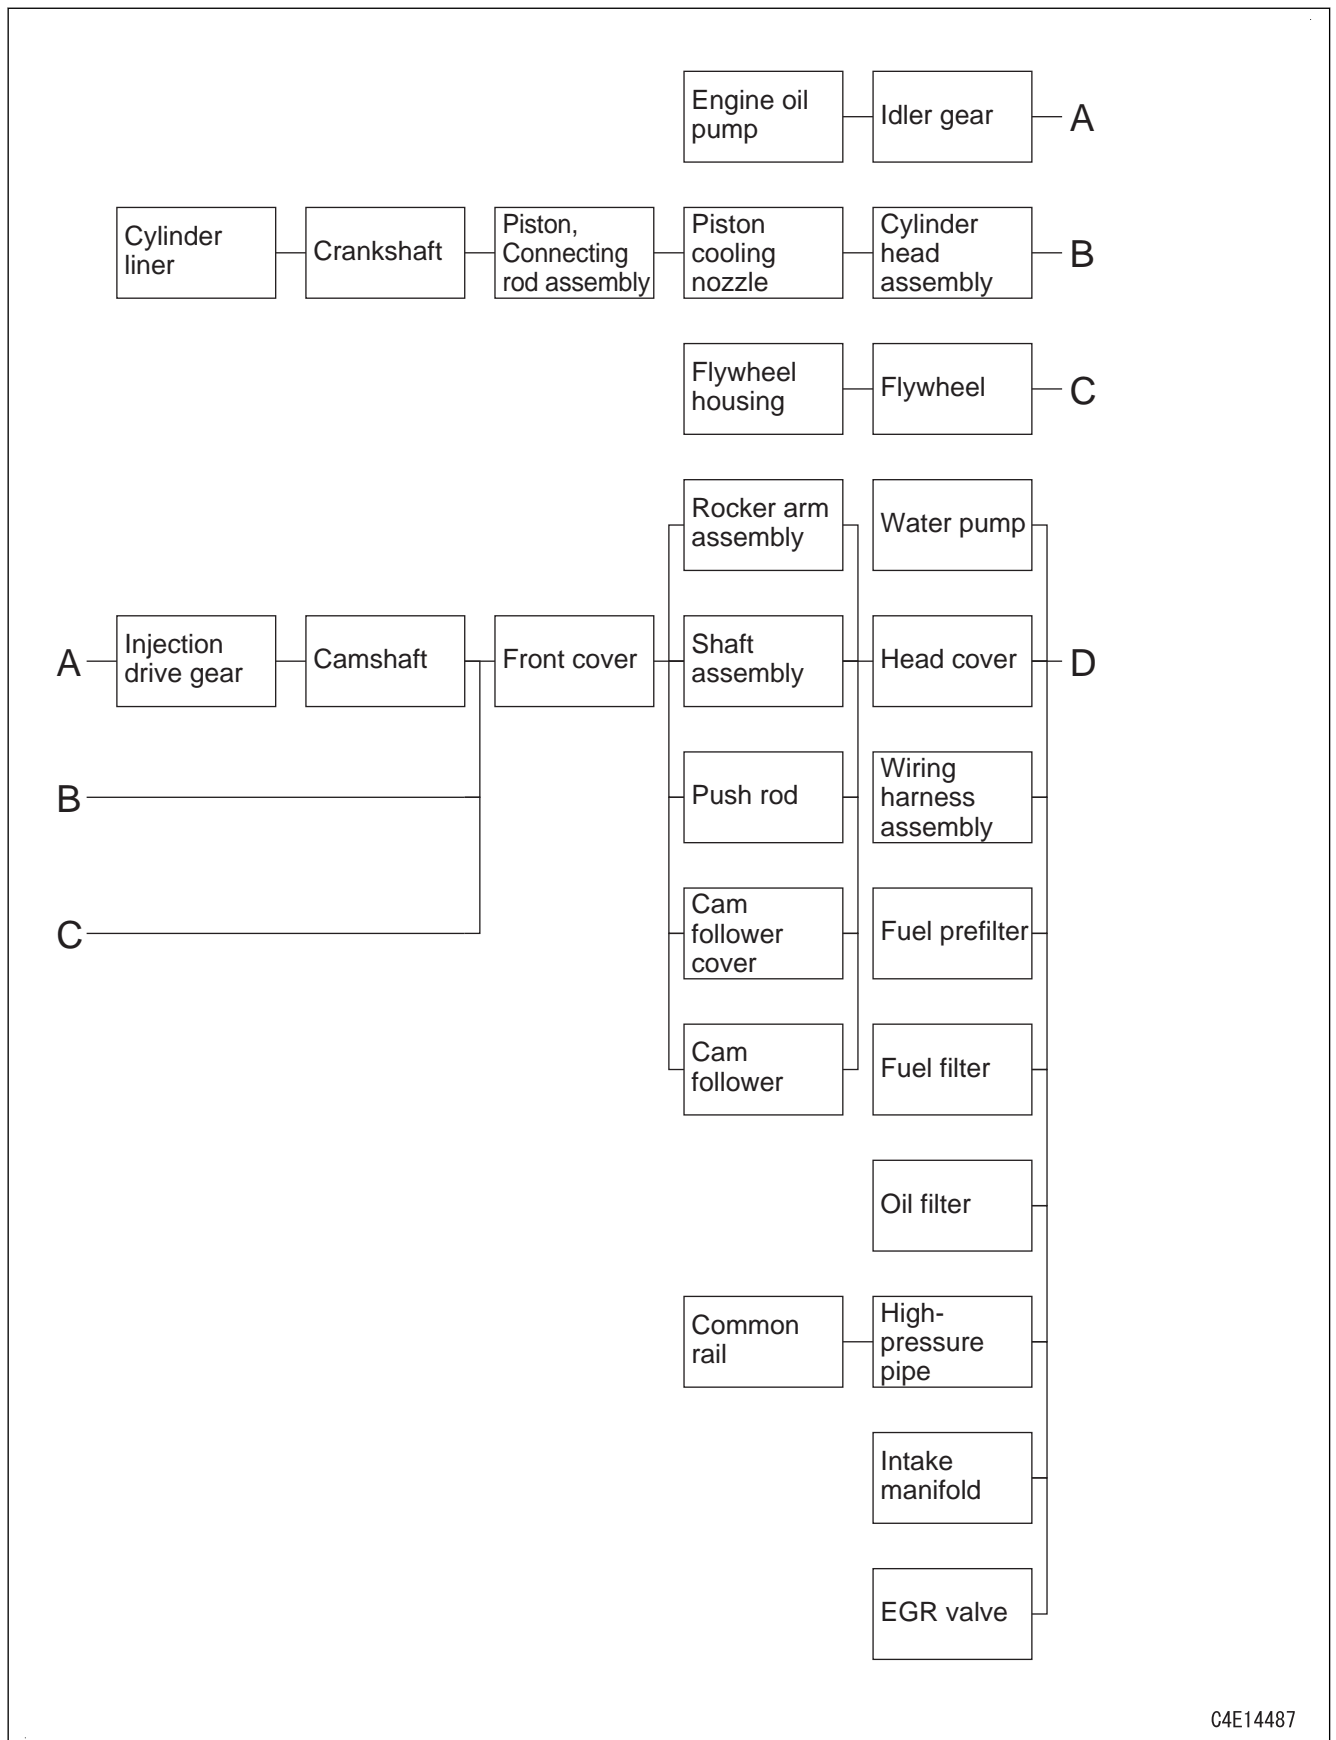 Engine oil
pump
Idler gear
A
Cylinder
liner
Crankshaft
Piston,
Connecting
rod assembly
Piston
cooling
nozzle
Cylinder
head
assembly
B
Flywheel
housing
Flywheel
C
Rocker arm
assembly
Water pump
A
Injection
drive gear
Camshaft
Front cover
Shaft
assembly
Head cover
D
B
Push rod
Wiring
harness
assembly
C
Cam
follower
cover
Fuel prefilter
Cam
follower
Fuel filter
Oil filter
Common
rail
High-
pressure
pipe
Intake
manifold
EGR valve
C4E14487